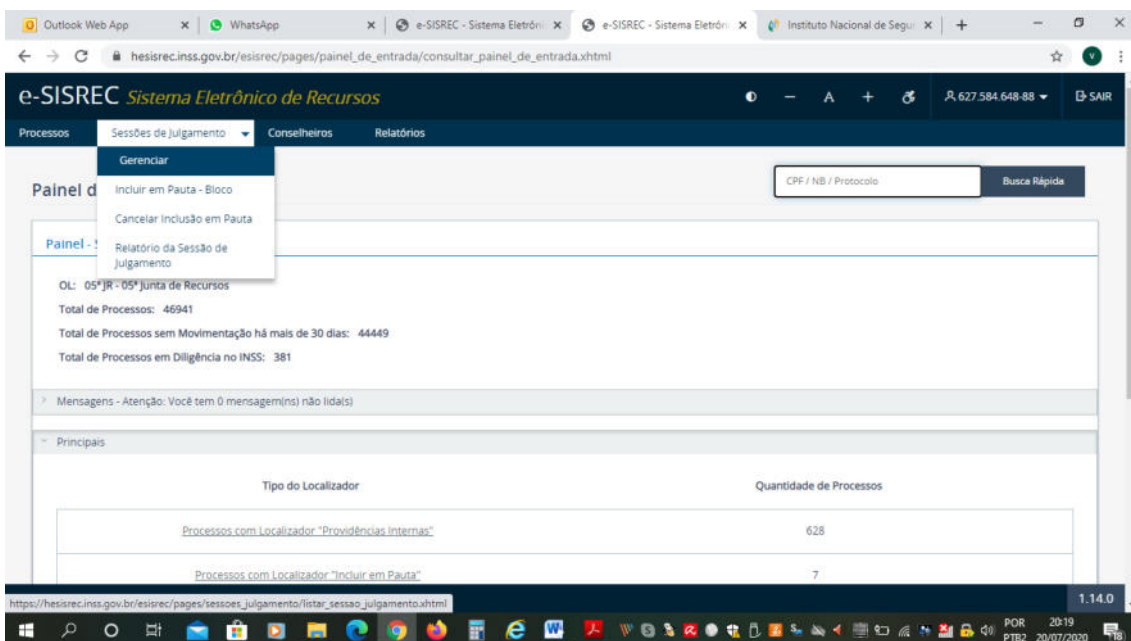 Outlook Web App
WhatsApp
e-SISREC - Sistema Eletrôni
e-SISREC - Sistema Eletrôni
Instituto Nacional de Segu
hesisrec.inss.gov.br/esisrec/pages/painel_de_entrada/consultar_painel_de_entrada.xhtml
V
e-SISREC Sistema Eletrônico de Recursos
A
627.584.648-88
SAIR
Processos
Sessões de Julgamento
Conselheiros
Relatórios
Gerenciar
Incluir em Pauta - Bloco
Cancelar Inclusão em Pauta
Relatório da Sessão de
Julgamento
Painel d
CPF / NB / Protocolo
Busca Rápida
Painel - S
OL: 05ª JR - 05ª Junta de Recursos
Total de Processos: 46941
Total de Processos sem Movimentação há mais de 30 dias: 44449
Total de Processos em Diligência no INSS: 381
Mensagens - Atenção: Você tem 0 mensagem(ns) não lida(s)
Principais
Tipo do Localizador
Quantidade de Processos
Processos com Localizador "Providências Internas"
628
Processos com Localizador "Incluir em Pauta"
7
https://hesisrec.inss.gov.br/esisrec/pages/sessoes_julgamento/listar_sessao_julgamento.xhtml
1.14.0
POR
PTB2
20:19
20/07/2020
18